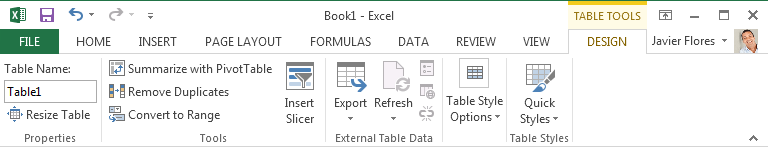 Book1 - Excel
TABLE TOOLS
FILE HOME INSERT PAGE LAYOUT FORMULAS DATA REVIEW VIEW DESIGN Javier Flores
Table Name:
Table1
Resize Table
Properties
Summarize with PivotTable
Remove Duplicates
Convert to Range
Insert
Slicer
Tools
Export
Refresh
External Table Data
Table Style
Options
Quick
Styles
Table Styles